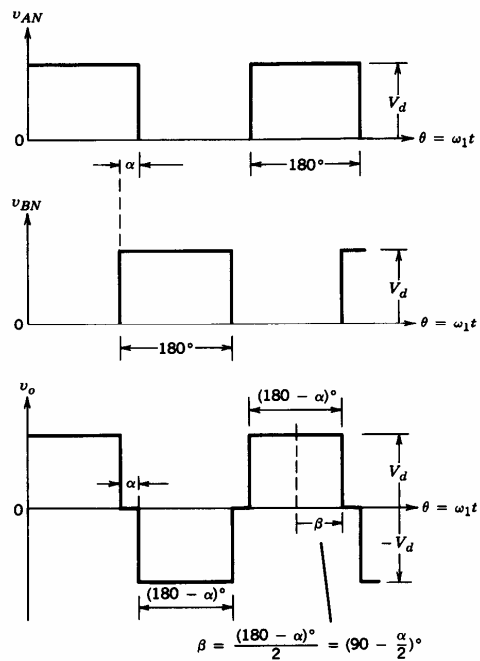 v_AN
V_d
0
θ = ω₁t
α
180°
v_BN
V_d
0
θ = ω₁t
180°
v_o
(180 − α)°
α
V_d
0
θ = ω₁t
β
−V_d
(180 − α)°
β = (180 − α)°/2 = (90 − α/2)°